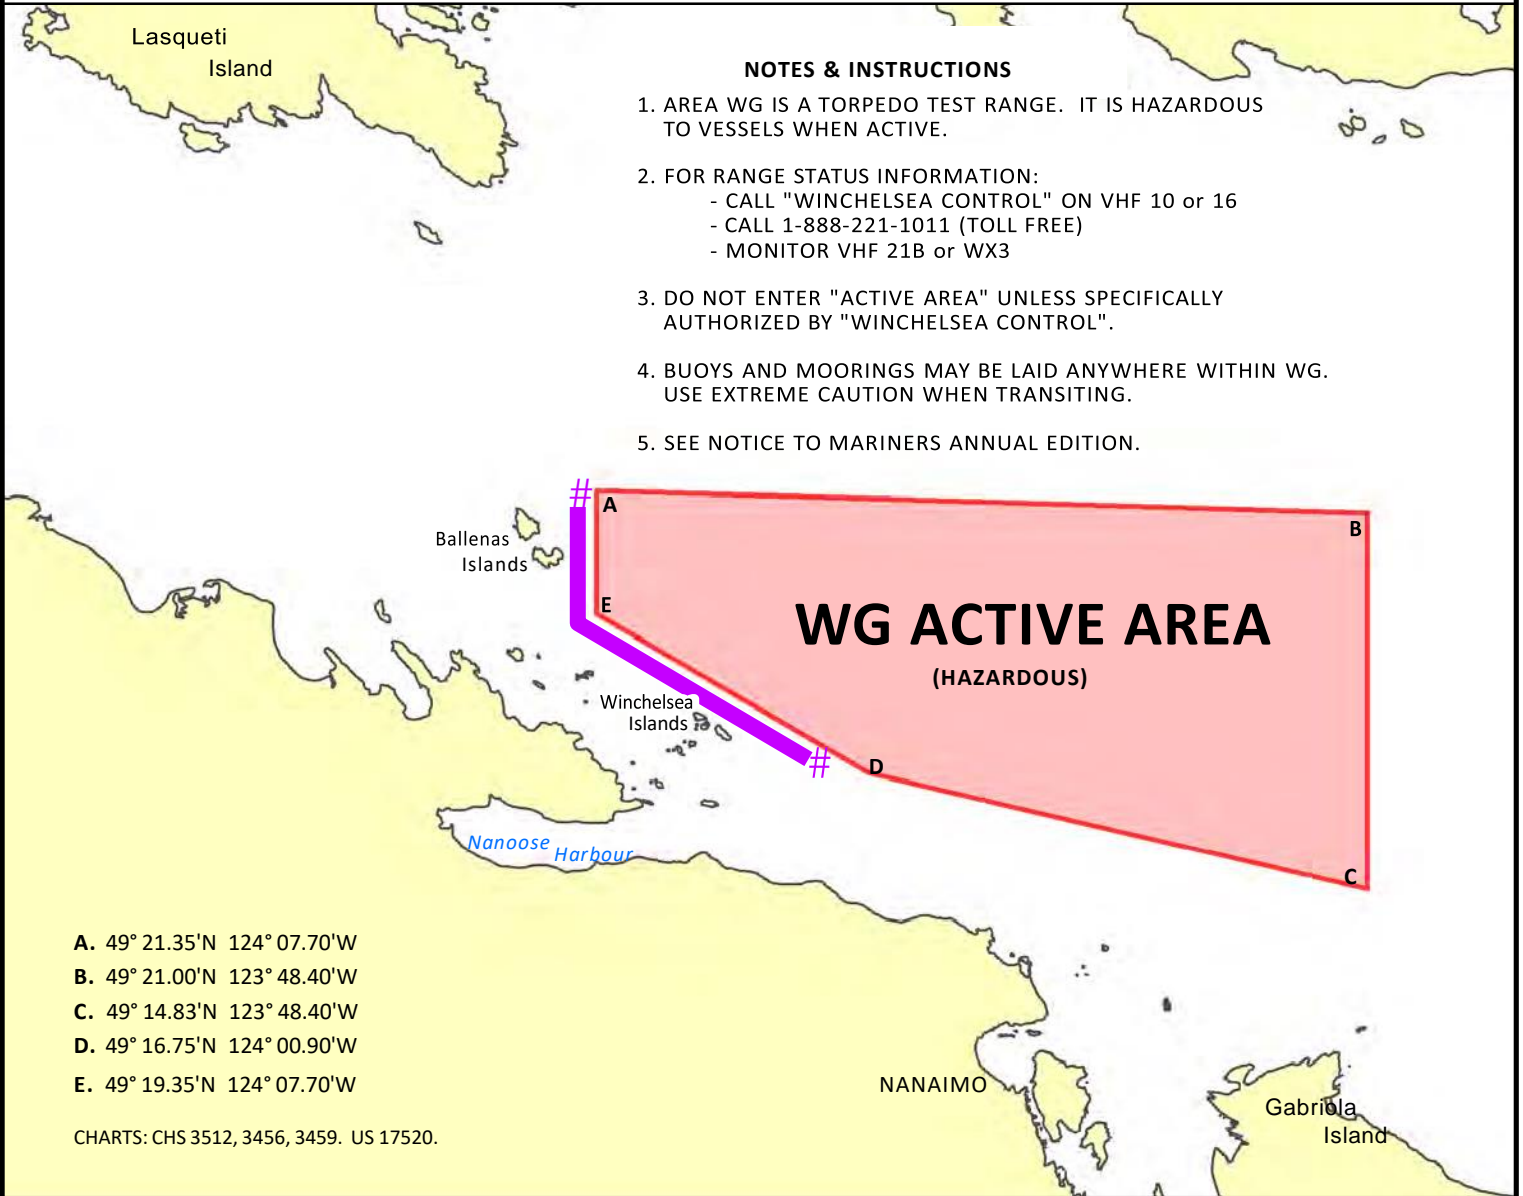 Lasqueti
Island
NOTES & INSTRUCTIONS
1. AREA WG IS A TORPEDO TEST RANGE.  IT IS HAZARDOUS
TO VESSELS WHEN ACTIVE.
2. FOR RANGE STATUS INFORMATION:
- CALL "WINCHELSEA CONTROL" ON VHF 10 or 16
- CALL 1-888-221-1011 (TOLL FREE)
- MONITOR VHF 21B or WX3
3. DO NOT ENTER "ACTIVE AREA" UNLESS SPECIFICALLY
AUTHORIZED BY "WINCHELSEA CONTROL".
4. BUOYS AND MOORINGS MAY BE LAID ANYWHERE WITHIN WG.
USE EXTREME CAUTION WHEN TRANSITING.
5. SEE NOTICE TO MARINERS ANNUAL EDITION.
#
A
B
Ballenas
Islands
E
WG ACTIVE AREA
(HAZARDOUS)
Winchelsea
Islands
#
D
C
Nanoose Harbour
A. 49° 21.35'N 124° 07.70'W
B. 49° 21.00'N 123° 48.40'W
C. 49° 14.83'N 123° 48.40'W
D. 49° 16.75'N 124° 00.90'W
E. 49° 19.35'N 124° 07.70'W
CHARTS: CHS 3512, 3456, 3459. US 17520.
NANAIMO
Gabriola
Island